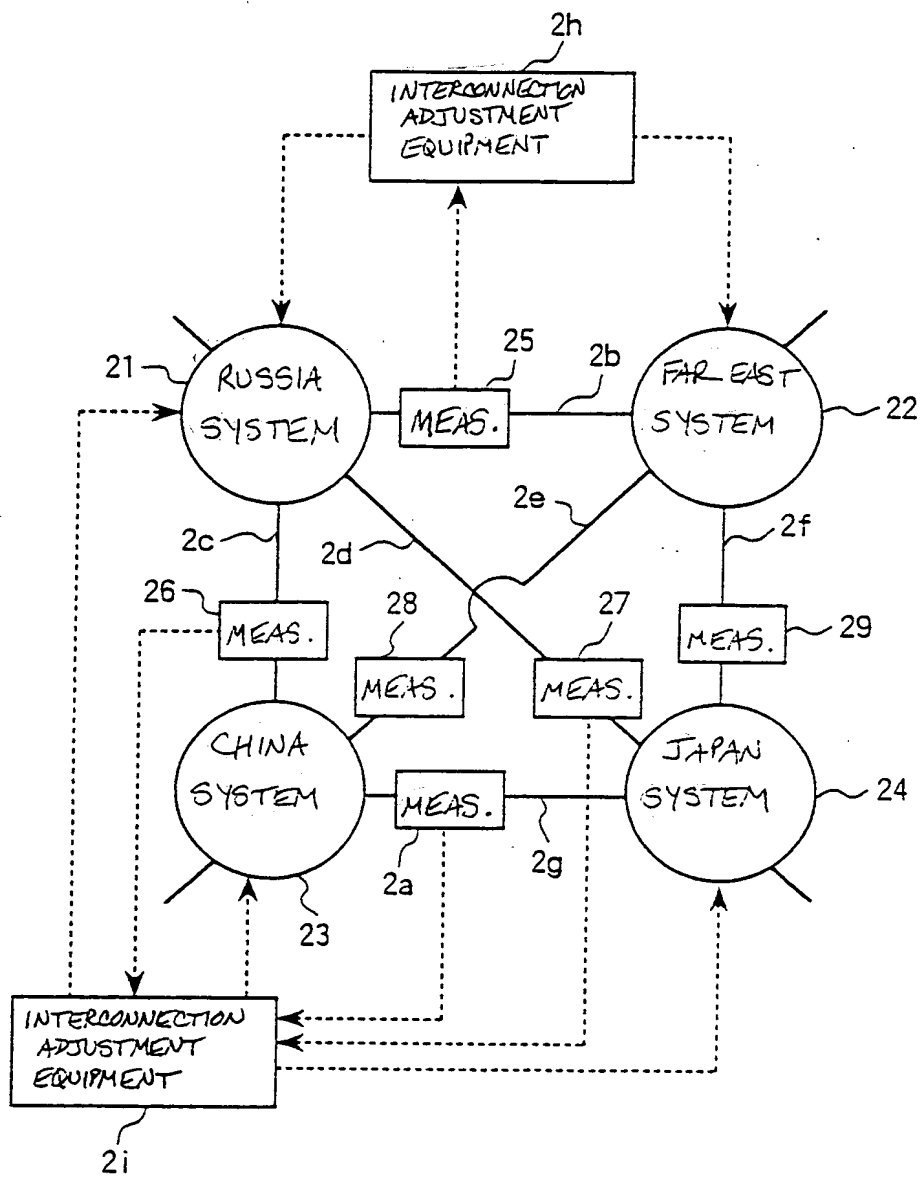 2h
INTERCONNECTION
ADJUSTMENT
EQUIPMENT
21
RUSSIA
SYSTEM
25
MEAS.
2b
FAR EAST
SYSTEM
22
2c
2d
2e
2f
26
MEAS.
28
MEAS.
27
MEAS.
MEAS.
29
CHINA
SYSTEM
23
MEAS.
2a
2g
JAPAN
SYSTEM
24
INTERCONNECTION
ADJUSTMENT
EQUIPMENT
2i